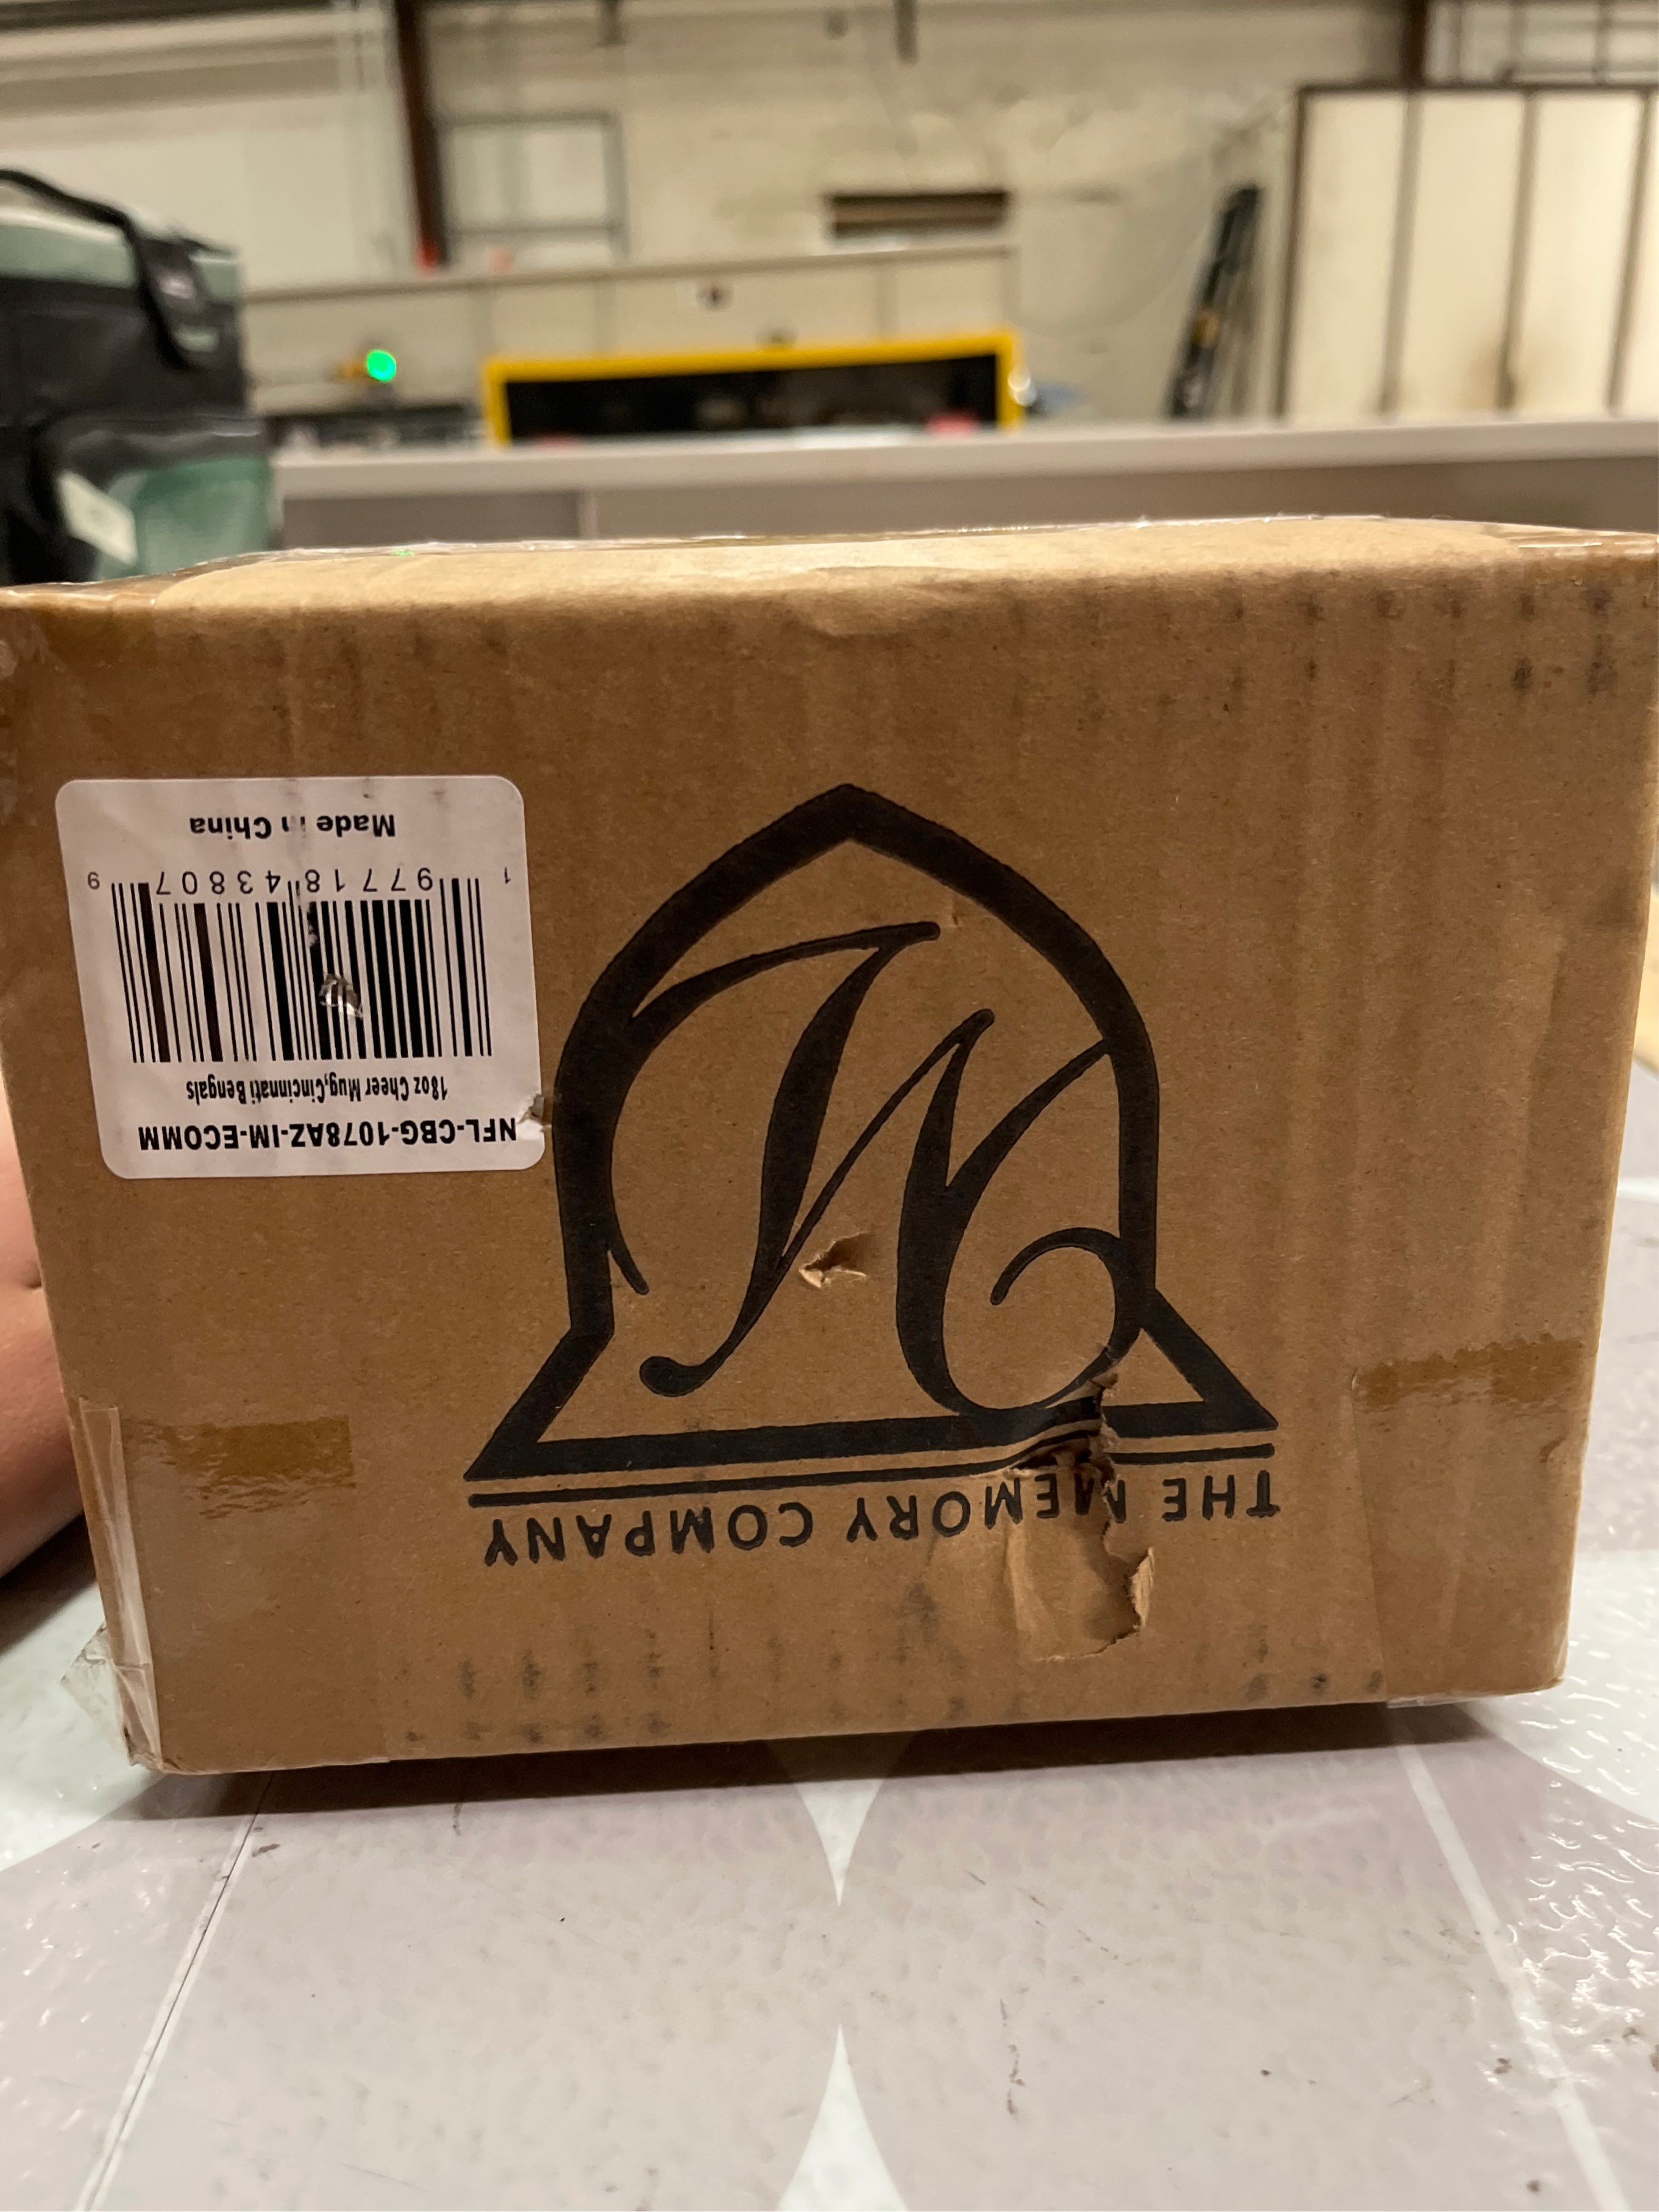 THE MEMORY COMPANY
NFL-CBG-1078AZ-IM-ECOMM
18oz Cheer Mug,Cincinnati Bengals
1 97718 43807 9
Made in China